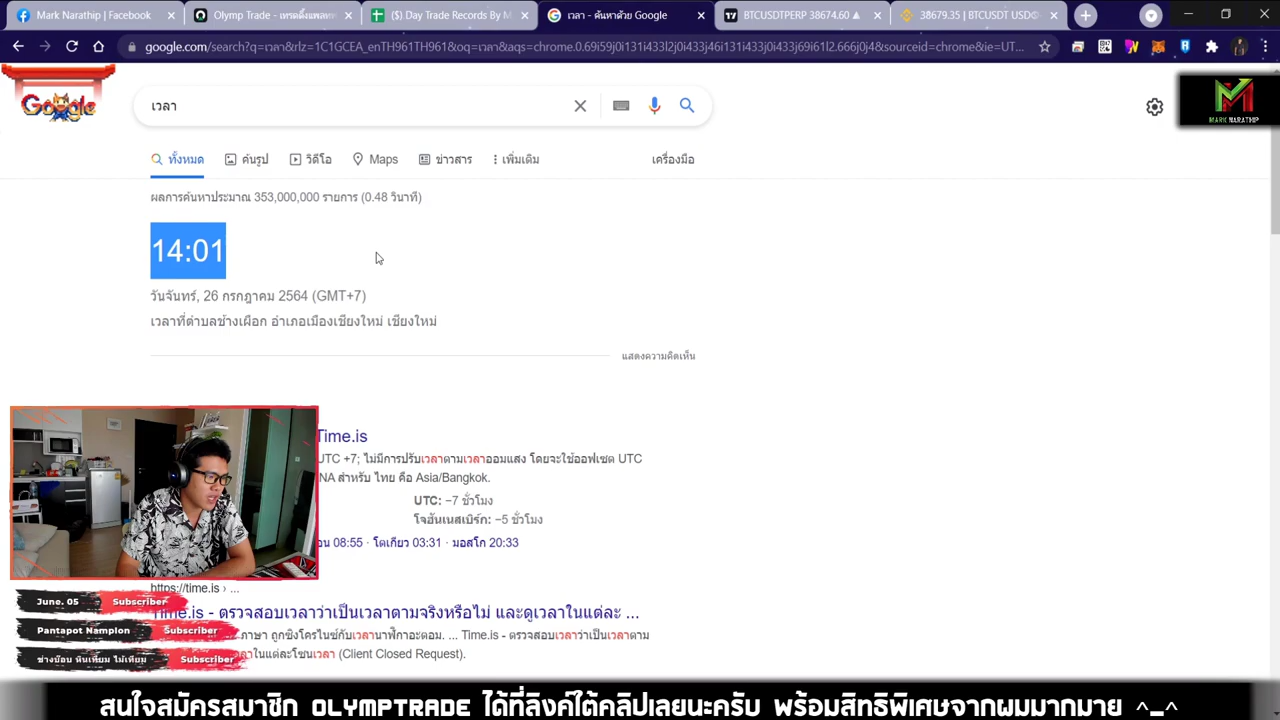 Mark Narathip | Facebook
Olymp Trade - เทรดดิ้งแพลท
($) Day Trade Records By M
เวลา - ค้นหาด้วย Google
BTCUSDTPERP 38674.60 ▲
38679.35 | BTCUSDT USDⓈ-
google.com/search?q=เวลา&rlz=1C1GCEA_enTH961TH961&oq=เวลา&aqs=chrome.0.69i59j0i131i433l2j0i433j46i131i433j0i131i433j69i61l2.666j0j4&sourceid=chrome&ie=UT...
Google
เวลา
MARK NARATHIP
ทั้งหมด
ค้นรูป
วิดีโอ
Maps
ข่าวสาร
เพิ่มเติม
เครื่องมือ
ผลการค้นหาประมาณ 353,000,000 รายการ (0.48 วินาที)
14:01
วันจันทร์, 26 กรกฎาคม 2564 (GMT+7)
เวลาที่ตำบลช้างเผือก อำเภอเมืองเชียงใหม่ เชียงใหม่
แสดงความคิดเห็น
Time.is
UTC +7; ไม่มีการปรับเวลาตามเวลาออมแสง โดยจะใช้ออฟเซต UTC
NA สำหรับ ไทย คือ Asia/Bangkok.
UTC: −7 ชั่วโมง
โจฮันเนสเบิร์ก: −5 ชั่วโมง
อน 08:55 · โตเกียว 03:31 · มอสโก 20:33
https://time.is › ...
Time.is - ตรวจสอบเวลาว่าเป็นเวลาตามจริงหรือไม่ และดูเวลาในแต่ละ ...
ภาษา ถูกซิงโครไนซ์กับเวลานาฬิกาอะตอม. ... Time.is - ตรวจสอบเวลาว่าเป็นเวลาตาม
ลาในแต่ละโซนเวลา (Client Closed Request).
June. 05 Subscriber
Pantapot Namplon Subscriber
ช่างป๊อบ หินเทียม ไม้เทียม Subscriber
สนใจสมัครสมาชิก OLYMPTRADE ได้ที่ลิงค์ใต้คลิปเลยนะครับ พร้อมสิทธิพิเศษจากผมมากมาย ^_^